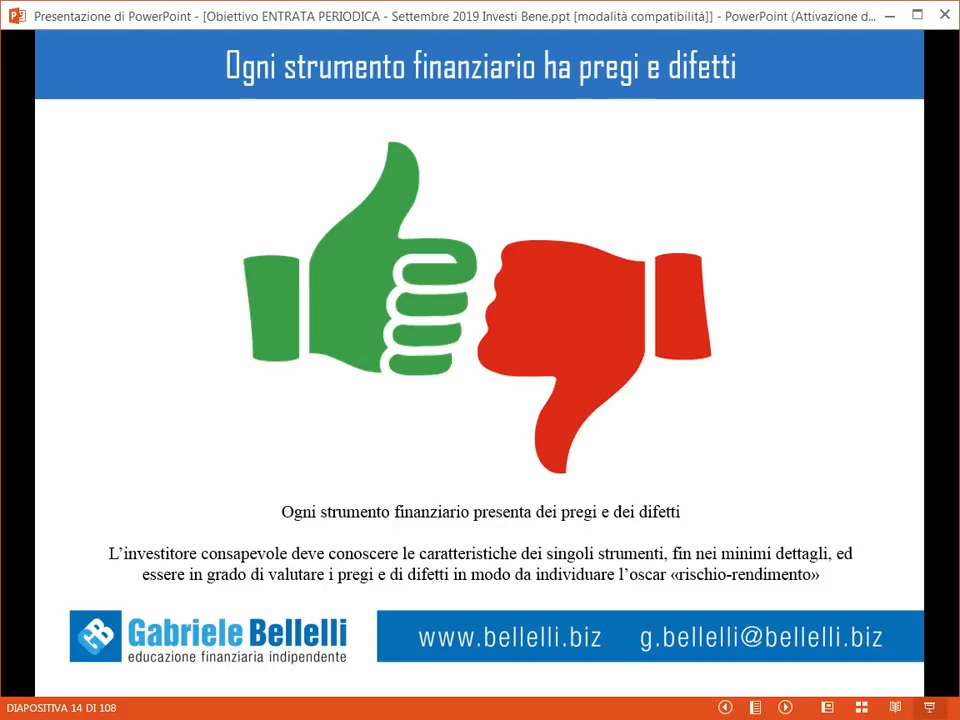 Presentazione di PowerPoint - [Obiettivo ENTRATA PERIODICA - Settembre 2019 Investi Bene.ppt [modalità compatibilità]] - PowerPoint (Attivazione d...
Ogni strumento finanziario ha pregi e difetti
Ogni strumento finanziario presenta dei pregi e dei difetti
L'investitore consapevole deve conoscere le caratteristiche dei singoli strumenti, fin nei minimi dettagli, ed
essere in grado di valutare i pregi e di difetti in modo da individuare l'oscar «rischio-rendimento»
Gabriele Bellelli
educazione finanziaria indipendente
www.bellelli.biz g.bellelli@bellelli.biz
DIAPOSITIVA 14 DI 108